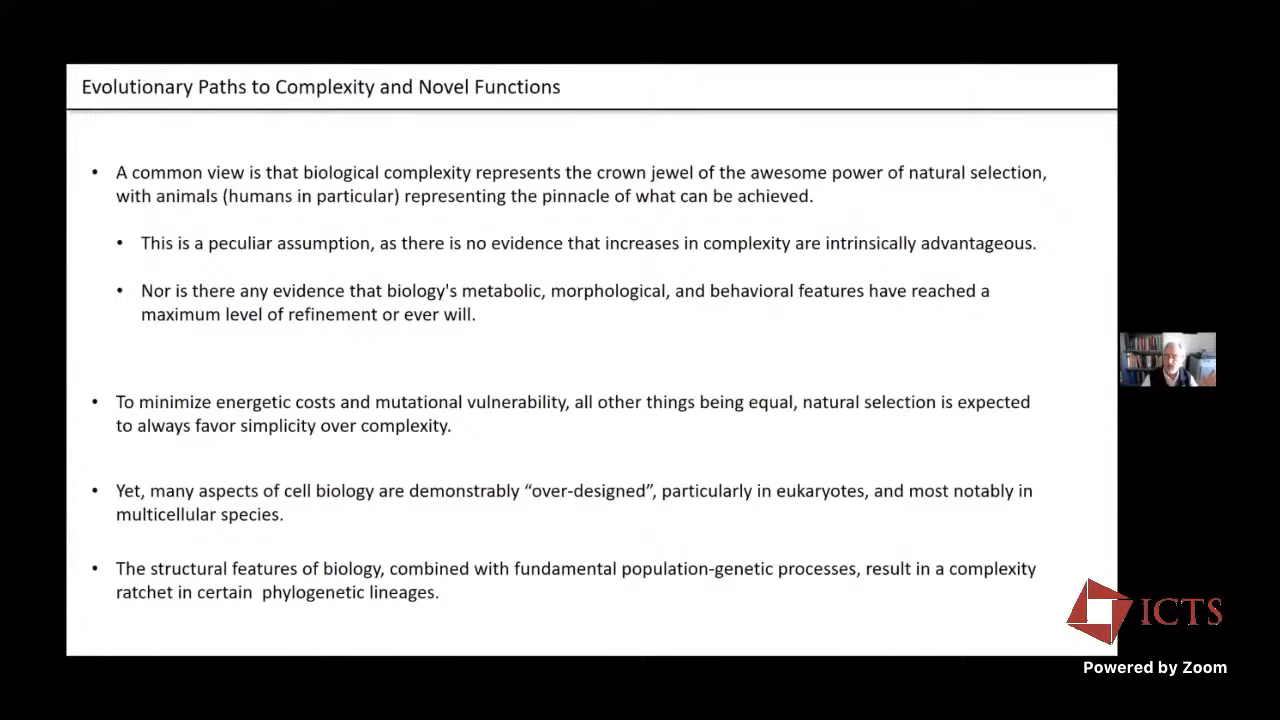 Evolutionary Paths to Complexity and Novel Functions
• A common view is that biological complexity represents the crown jewel of the awesome power of natural selection,
with animals (humans in particular) representing the pinnacle of what can be achieved.
• This is a peculiar assumption, as there is no evidence that increases in complexity are intrinsically advantageous.
• Nor is there any evidence that biology's metabolic, morphological, and behavioral features have reached a
maximum level of refinement or ever will.
• To minimize energetic costs and mutational vulnerability, all other things being equal, natural selection is expected
to always favor simplicity over complexity.
• Yet, many aspects of cell biology are demonstrably “over-designed”, particularly in eukaryotes, and most notably in
multicellular species.
• The structural features of biology, combined with fundamental population-genetic processes, result in a complexity
ratchet in certain  phylogenetic lineages.
ICTS
Powered by Zoom